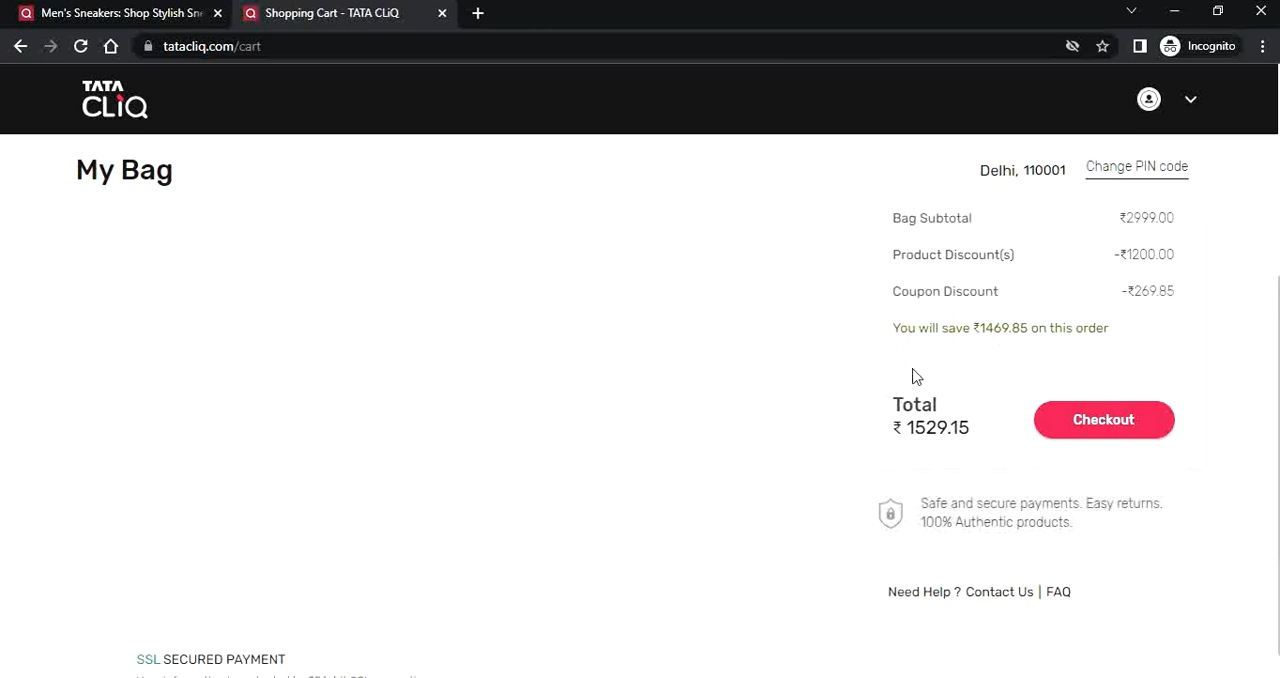 Men's Sneakers: Shop Stylish Sne
Shopping Cart - TATA CLiQ
tatacliq.com/cart
Incognito
TATA
CLiQ
My Bag
Delhi, 110001 Change PIN code
Bag Subtotal ₹2999.00
Product Discount(s) -₹1200.00
Coupon Discount -₹269.85
You will save ₹1469.85 on this order
Total
₹ 1529.15
Checkout
Safe and secure payments. Easy returns.
100% Authentic products.
Need Help ? Contact Us | FAQ
SSL SECURED PAYMENT